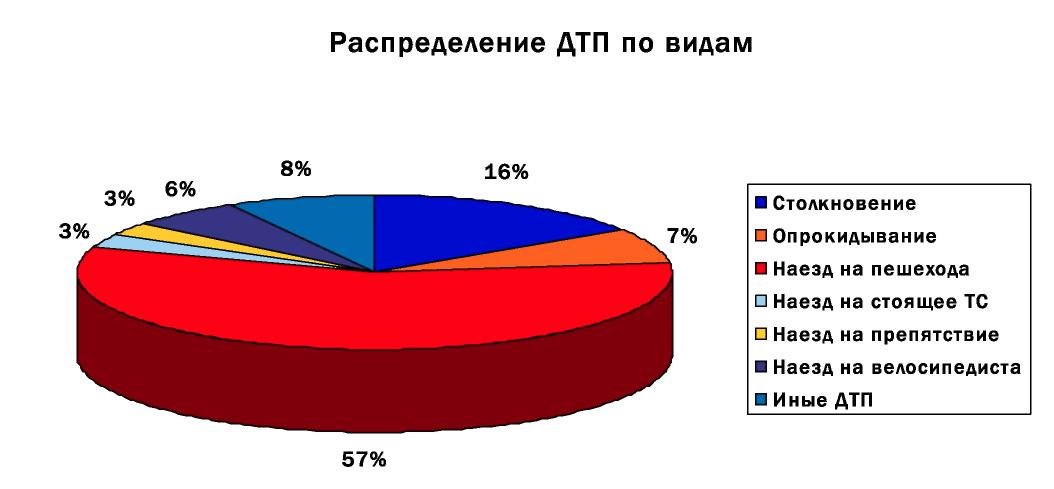 Распределение ДТП по видам
8%
16%
6%
3%
3%
7%
57%
Столкновение
Опрокидывание
Наезд на пешехода
Наезд на стоящее ТС
Наезд на препятствие
Наезд на велосипедиста
Иные ДТП